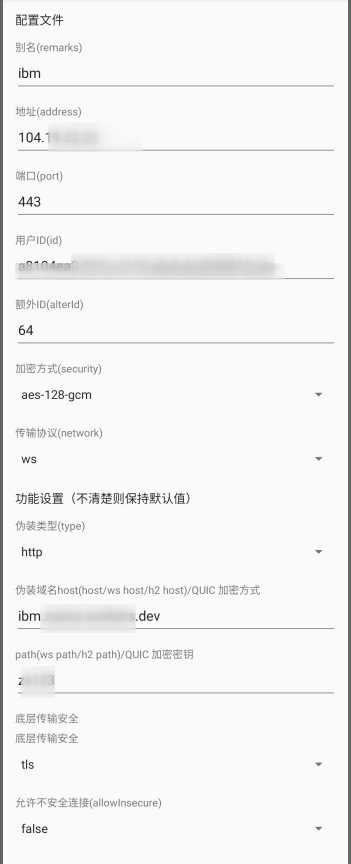 配置文件
别名(remarks)
ibm
地址(address)
104.1
端口(port)
443
用户ID(id)
a8104ea
额外ID(alterId)
64
加密方式(security)
aes-128-gcm
传输协议(network)
ws
功能设置（不清楚则保持默认值）
伪装类型(type)
http
伪装域名host(host/ws host/h2 host)/QUIC 加密方式
ibm .dev
path(ws path/h2 path)/QUIC 加密密钥
底层传输安全
底层传输安全
tls
允许不安全连接(allowInsecure)
false